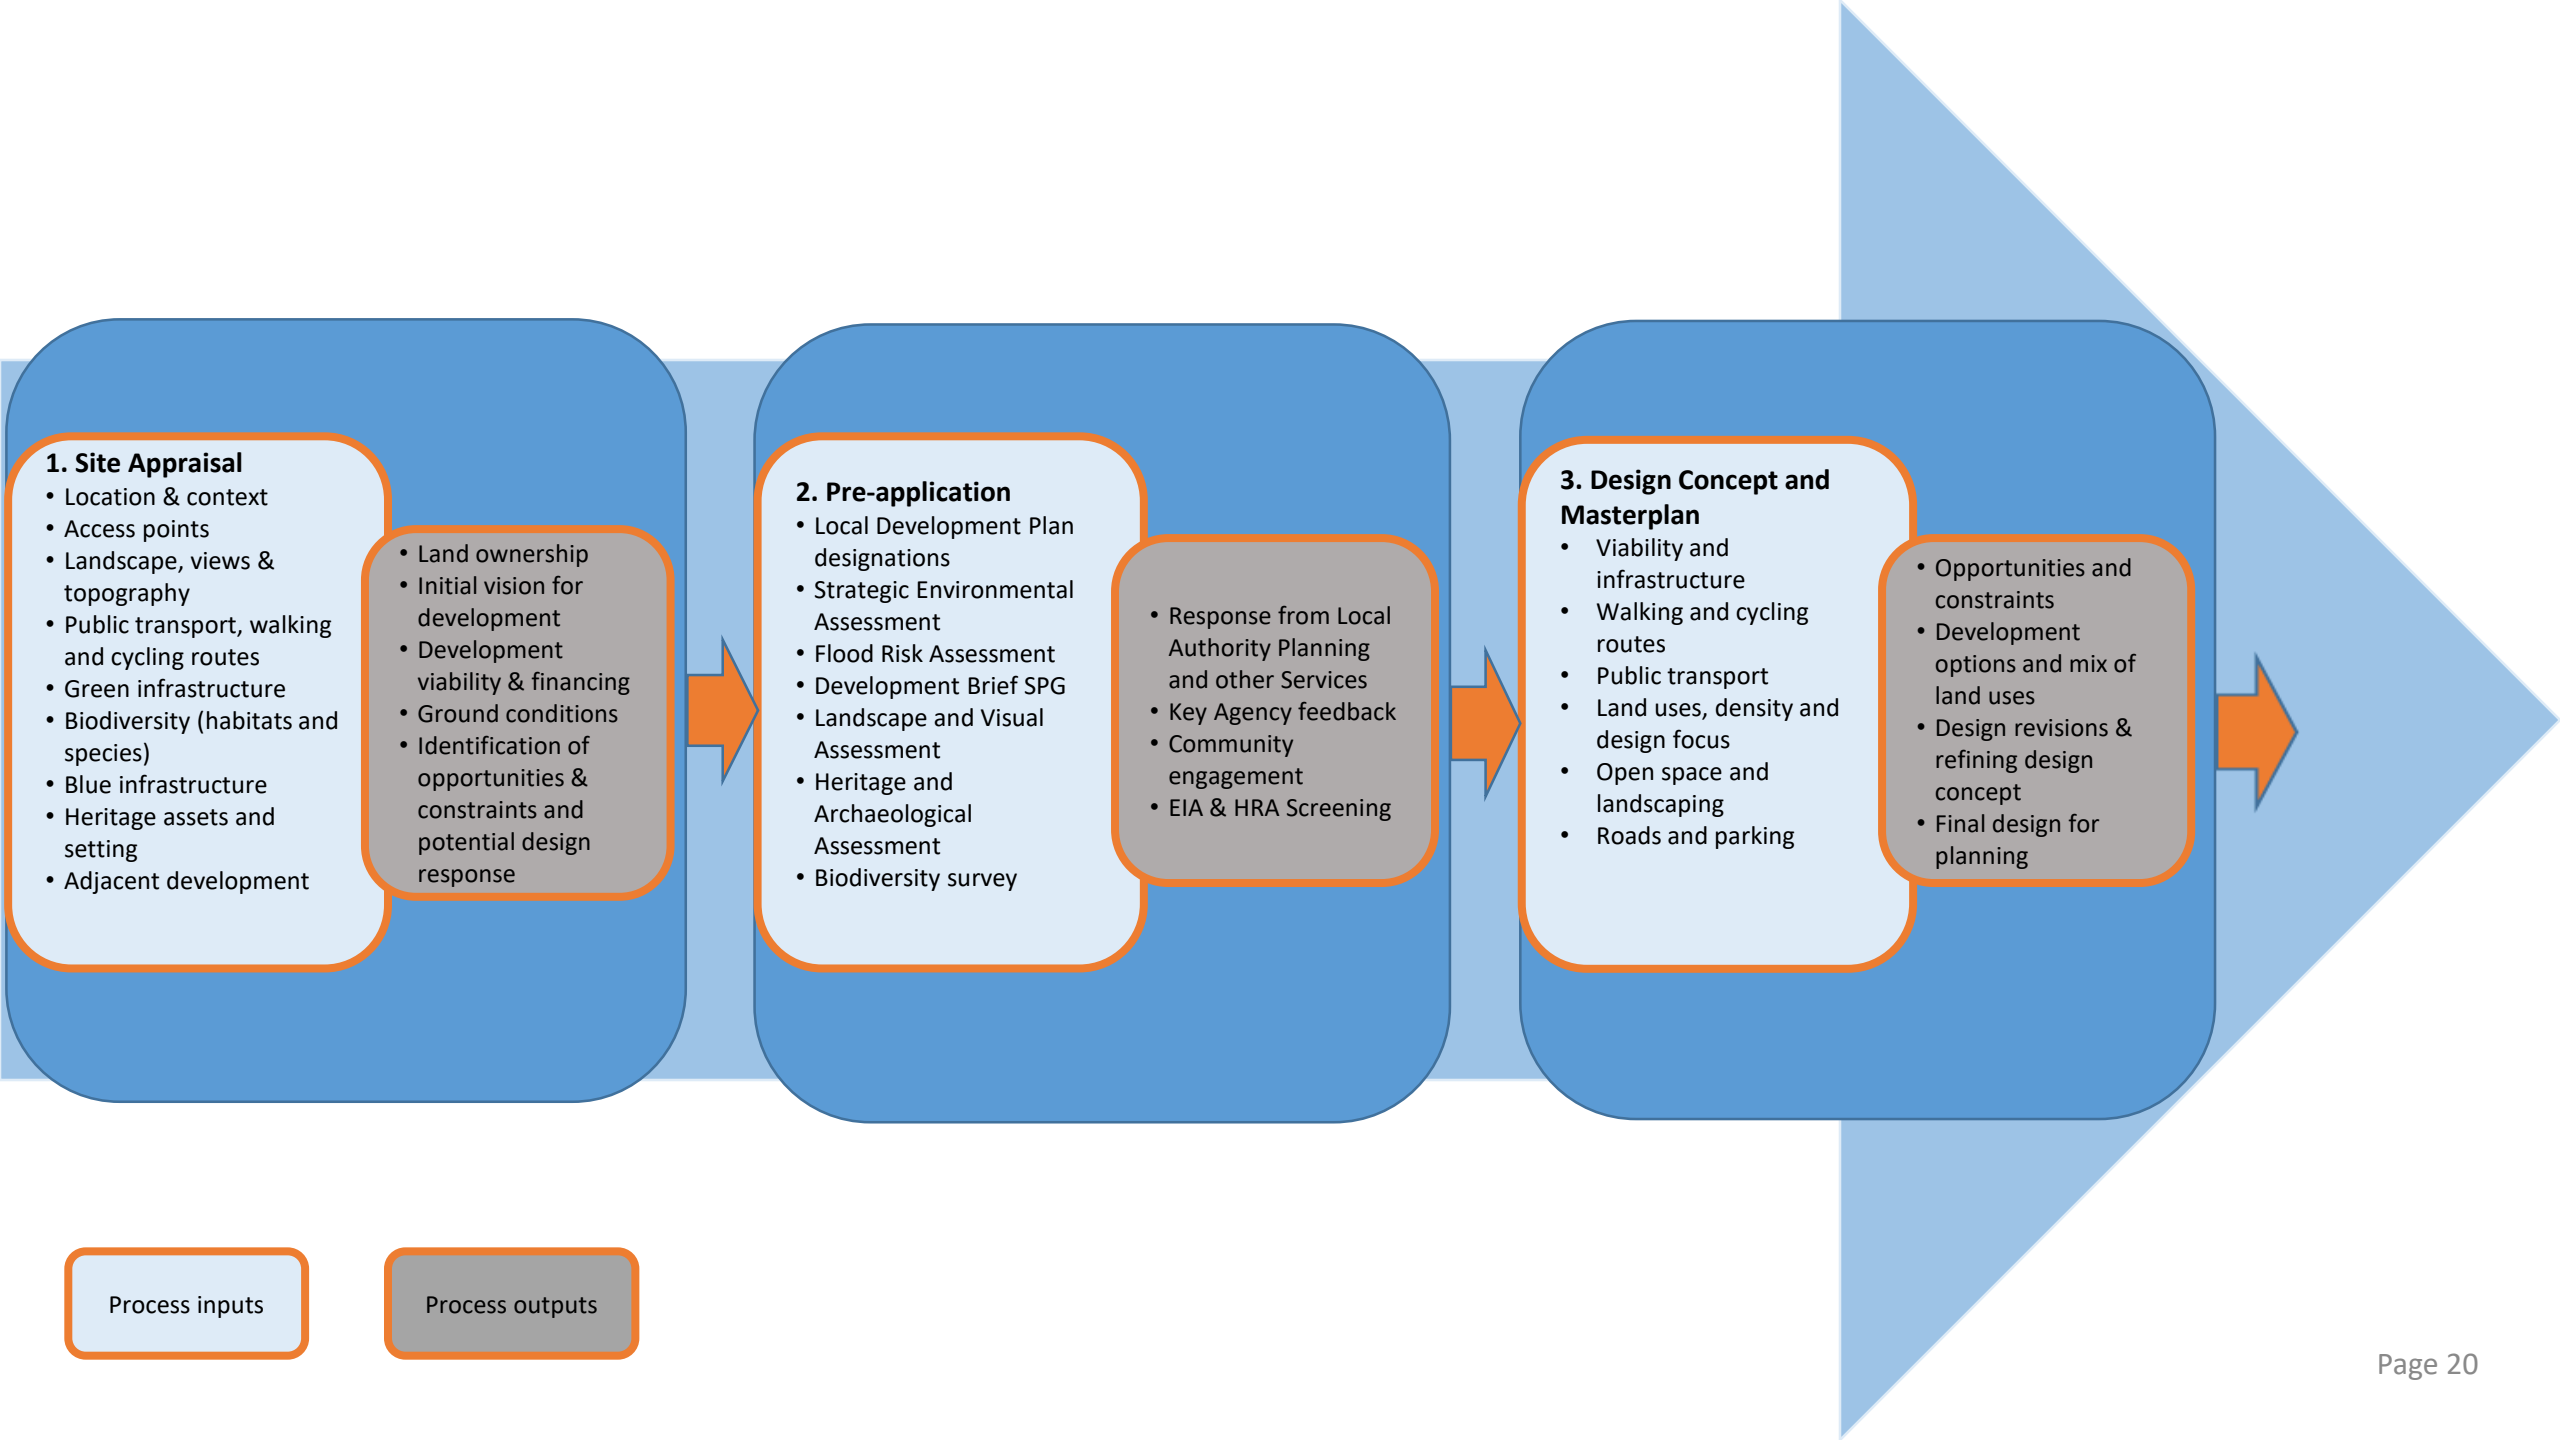 1. Site Appraisal
• Location & context
• Access points
• Landscape, views &
topography
• Public transport, walking
and cycling routes
• Green infrastructure
• Biodiversity (habitats and
species)
• Blue infrastructure
• Heritage assets and
setting
• Adjacent development
• Land ownership
• Initial vision for
development
• Development
viability & financing
• Ground conditions
• Identification of
opportunities &
constraints and
potential design
response
2. Pre-application
• Local Development Plan
designations
• Strategic Environmental
Assessment
• Flood Risk Assessment
• Development Brief SPG
• Landscape and Visual
Assessment
• Heritage and
Archaeological
Assessment
• Biodiversity survey
• Response from Local
Authority Planning
and other Services
• Key Agency feedback
• Community
engagement
• EIA & HRA Screening
3. Design Concept and
Masterplan
• Viability and
infrastructure
• Walking and cycling
routes
• Public transport
• Land uses, density and
design focus
• Open space and
landscaping
• Roads and parking
• Opportunities and
constraints
• Development
options and mix of
land uses
• Design revisions &
refining design
concept
• Final design for
planning
Process inputs
Process outputs
Page 20